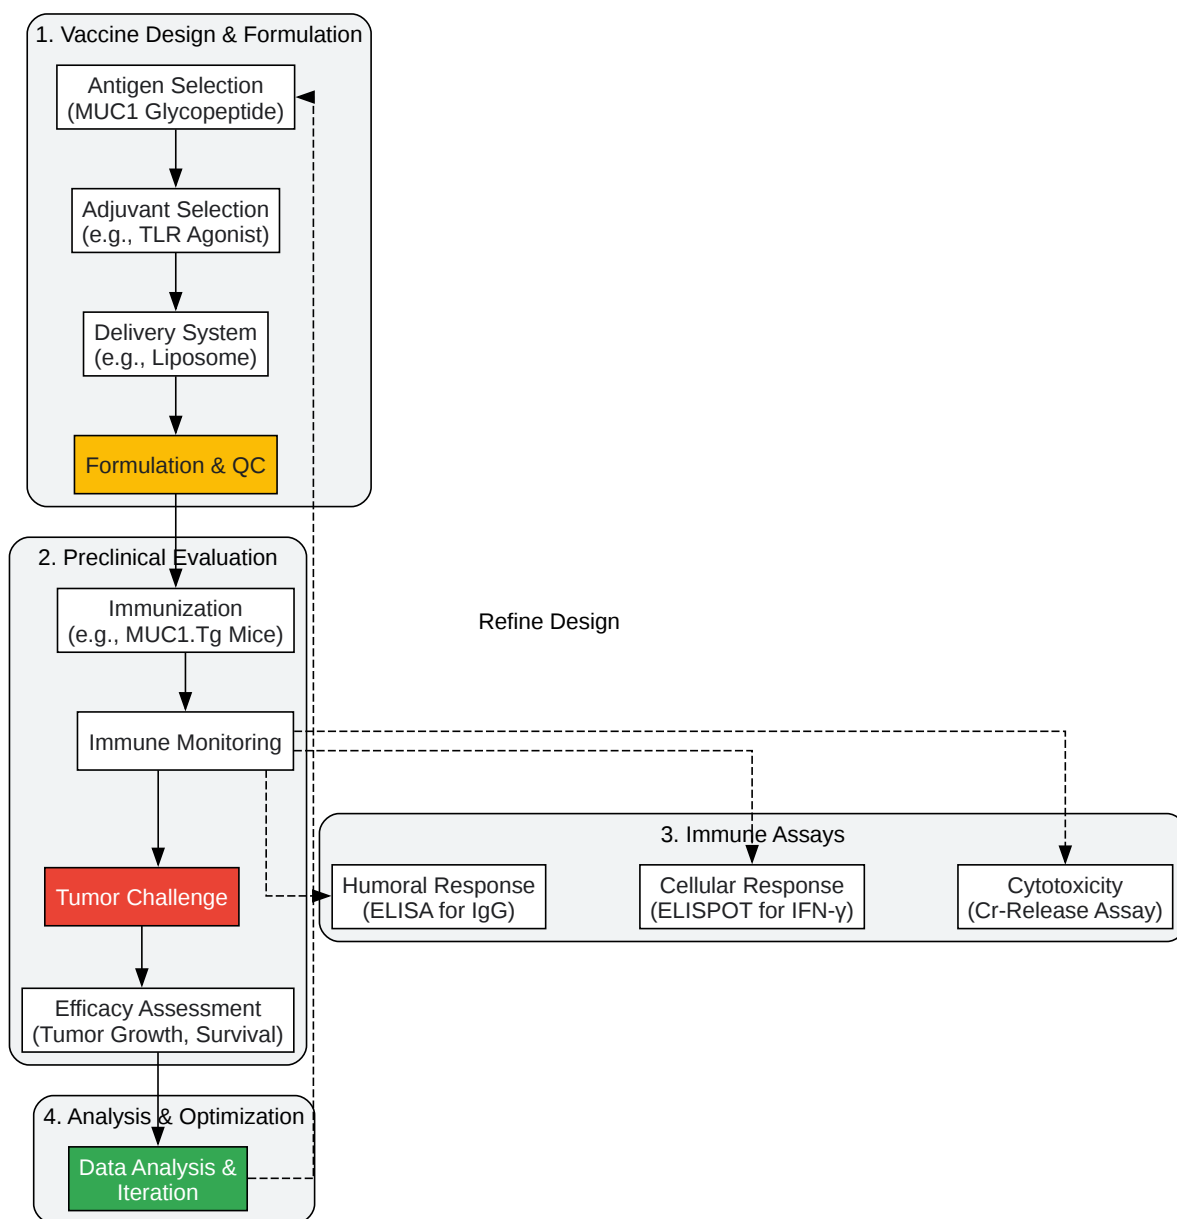 1. Vaccine Design & Formulation
Antigen Selection
(MUC1 Glycopeptide)
Adjuvant Selection
(e.g., TLR Agonist)
Delivery System
(e.g., Liposome)
Formulation & QC
2. Preclinical Evaluation
Immunization
(e.g., MUC1.Tg Mice)
Refine Design
Immune Monitoring
3. Immune Assays
Tumor Challenge
Humoral Response
(ELISA for IgG)
Cellular Response
(ELISPOT for IFN-γ)
Cytotoxicity
(Cr-Release Assay)
Efficacy Assessment
(Tumor Growth, Survival)
4. Analysis & Optimization
Data Analysis &
Iteration